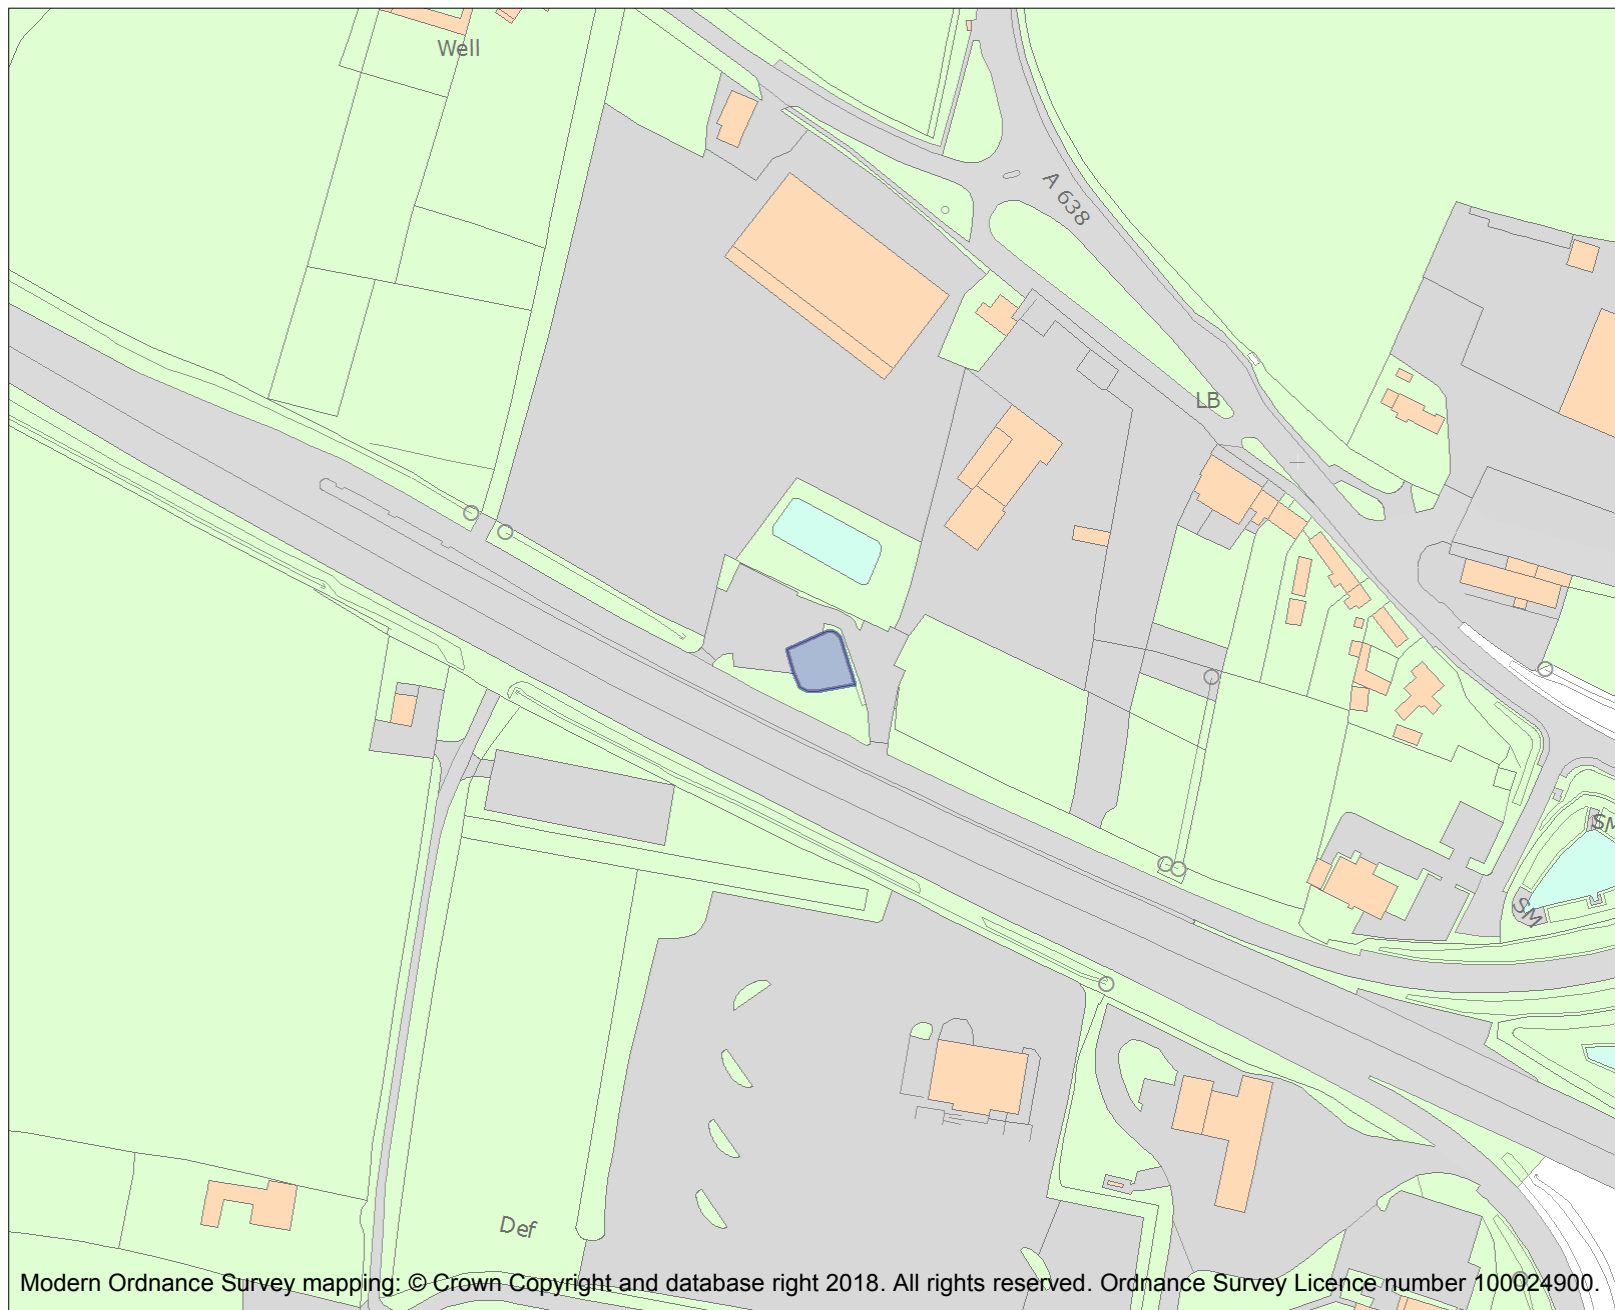 Well
A 638
LB
SM
SM
Def
Modern Ordnance Survey mapping: © Crown Copyright and database right 2018. All rights reserved. Ordnance Survey Licence number 100024900.